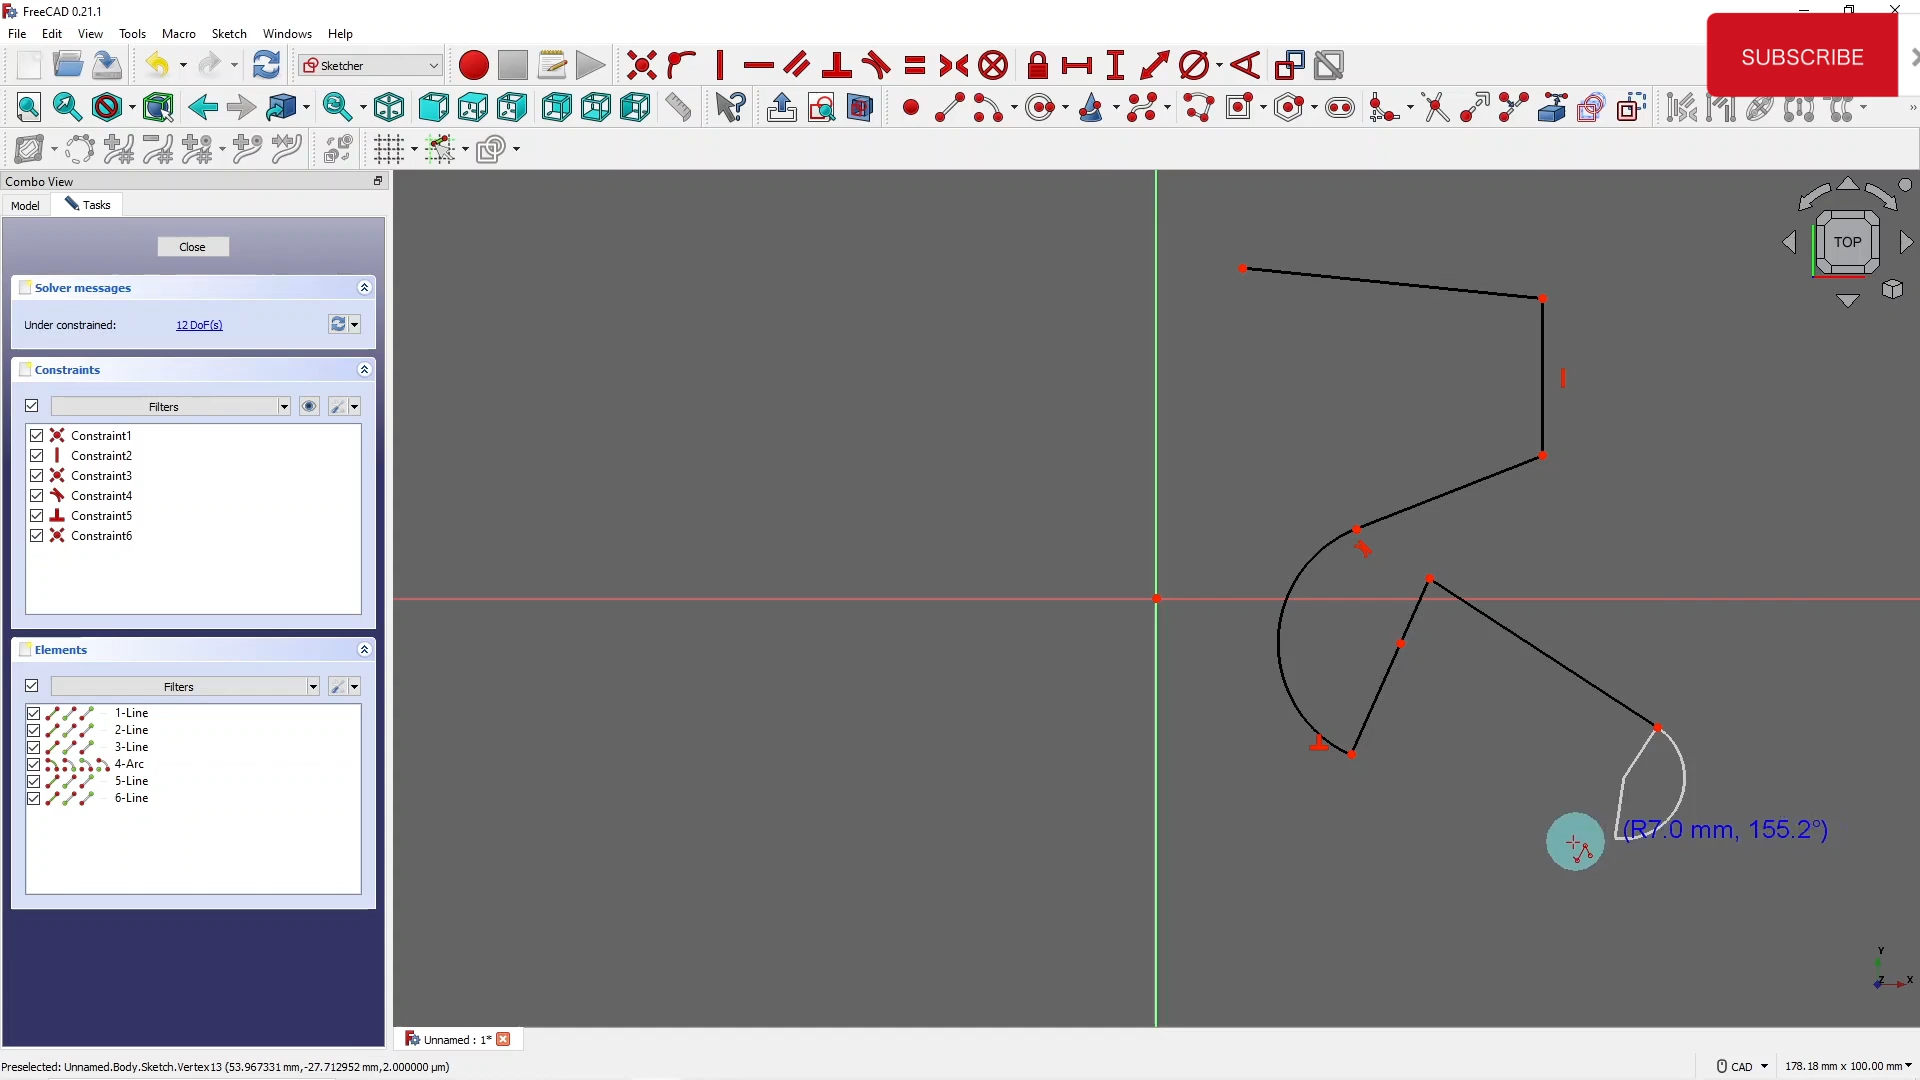 FreeCAD 0.21.1
File Edit View Tools Macro Sketch Windows Help
Sketcher
SUBSCRIBE
Combo View
Model
Tasks
Close
Solver messages
Under constrained:
12 DoF(s)
Constraints
Filters
Constraint1
Constraint2
Constraint3
Constraint4
Constraint5
Constraint6
Elements
Filters
1-Line
2-Line
3-Line
4-Arc
5-Line
6-Line
TOP
(R7.0 mm, 155.2°)
Y
Z
X
Unnamed : 1*
Preselected: Unnamed.Body.Sketch.Vertex13 (53.967331 mm,-27.712952 mm,2.000000 μm)
CAD
178.18 mm x 100.00 mm